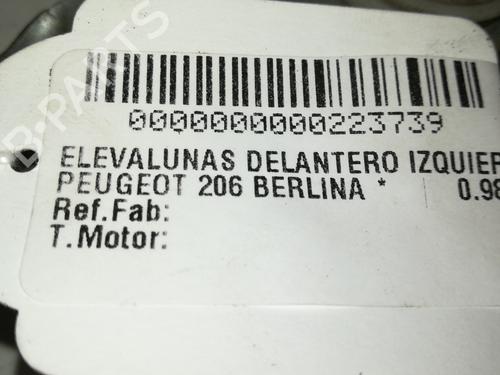 B-PARTS
0000000000223739
ELEVALUNAS DELANTERO IZQUIER
PEUGEOT 206 BERLINA * 0.98
Ref.Fab:
T.Motor: